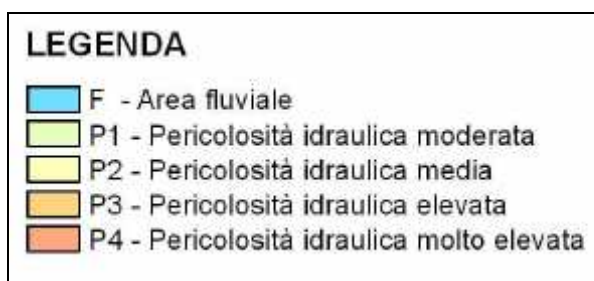 LEGENDA
F - Area fluviale
P1 - Pericolosità idraulica moderata
P2 - Pericolosità idraulica media
P3 - Pericolosità idraulica elevata
P4 - Pericolosità idraulica molto elevata